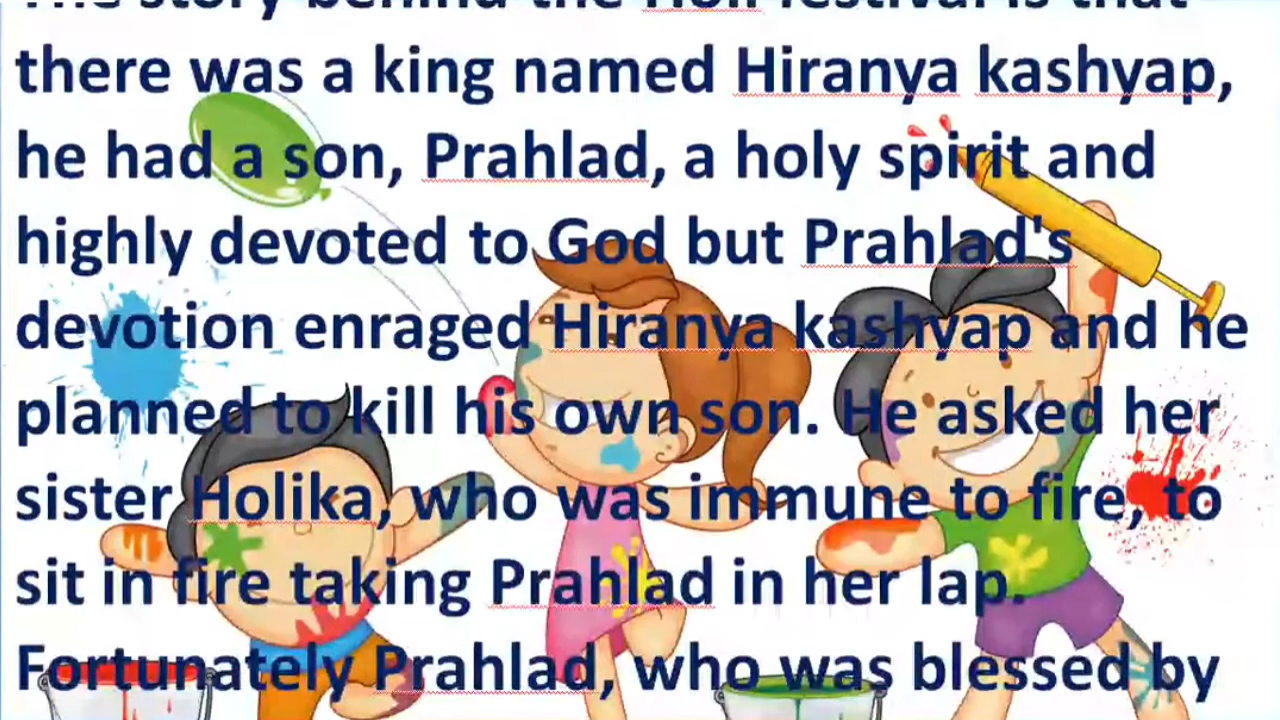 The story behind the Holi festival is that
there was a king named Hiranya kashyap,
he had a son, Prahlad, a holy spirit and
highly devoted to God but Prahlad's
devotion enraged Hiranya kashyap and he
planned to kill his own son. He asked her
sister Holika, who was immune to fire, to
sit in fire taking Prahlad in her lap.
Fortunately Prahlad, who was blessed by